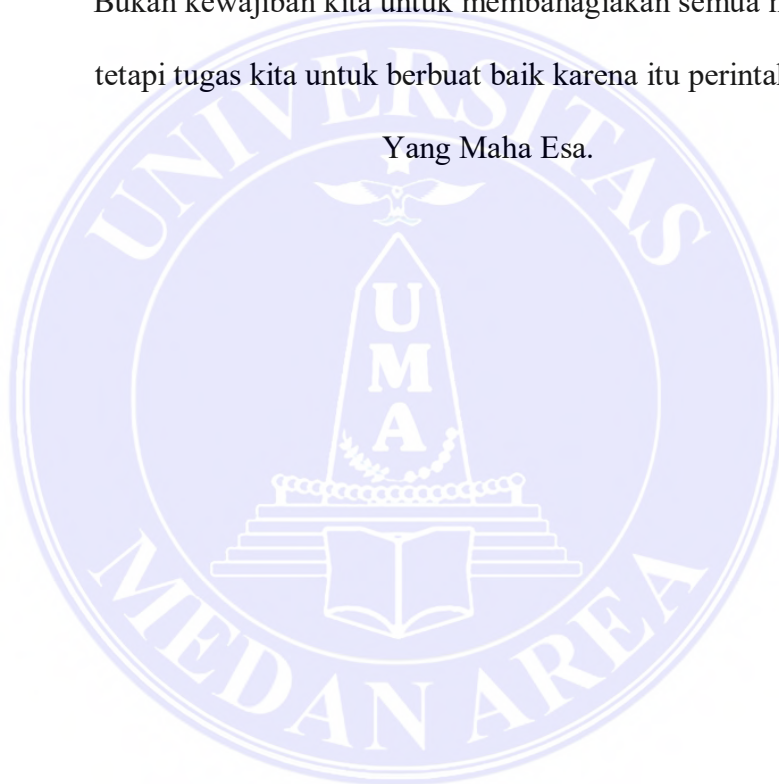 Bukan kewajiban kita untuk membahagiakan semua
tetapi tugas kita untuk berbuat baik karena itu
Yang Maha Esa.
UNIVERSITAS
U
M
A
MEDAN AREA